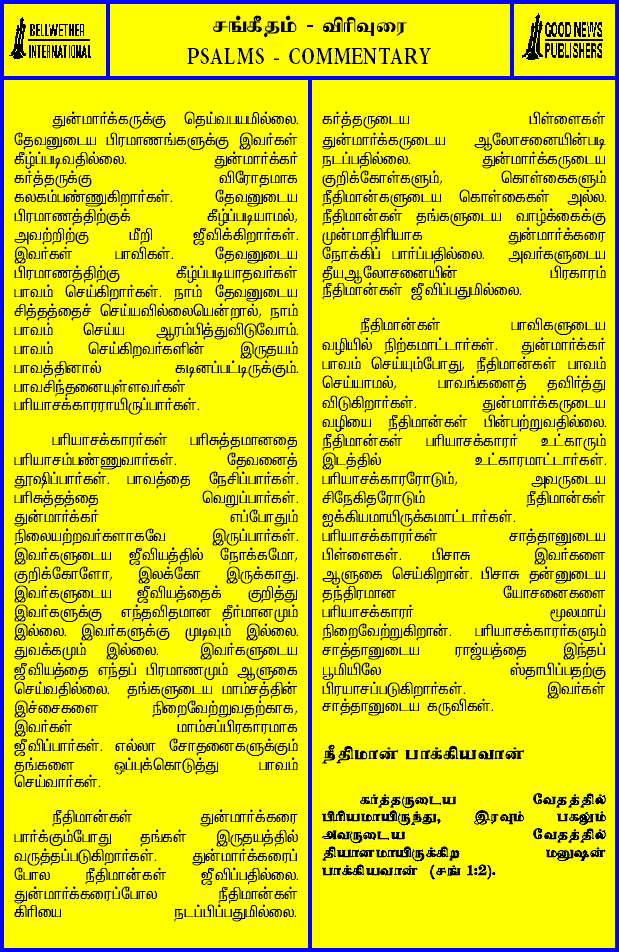 BELLWETHER
INTERNATIONAL
சங்கீதம் - விரிவுரை
PSALMS - COMMENTARY
GOOD NEWS
PUBLISHERS
துன்மார்க்கருக்கு தெய்வபயமில்லை.
தேவனுடைய பிரமாணங்களுக்கு இவர்கள்
கீழ்ப்படிவதில்லை. துன்மார்க்கர்
கர்த்தருக்கு விரோதமாக
கலகம்பண்ணுகிறார்கள். தேவனுடைய
பிரமாணத்திற்குக் கீழ்ப்படியாமல்,
அவற்றிற்கு மீறி ஜீவிக்கிறார்கள்.
இவர்கள் பாவிகள். தேவனுடைய
பிரமாணத்திற்கு கீழ்ப்படியாதவர்கள்
பாவம் செய்கிறார்கள். நாம் தேவனுடைய
சித்தத்தைச் செய்யவில்லையென்றால், நாம்
பாவம் செய்ய ஆரம்பித்துவிடுவோம்.
பாவம் செய்கிறவர்களின் இருதயம்
பாவத்தினால் கடினப்பட்டிருக்கும்.
பாவசிந்தனையுள்ளவர்கள்
பரியாசக்காரராயிருப்பார்கள்.
பரியாசக்காரர்கள் பரிசுத்தமானதை
பரியாசம்பண்ணுவார்கள். தேவனைத்
தூஷிப்பார்கள். பாவத்தை நேசிப்பார்கள்.
பரிசுத்தத்தை வெறுப்பார்கள்.
துன்மார்க்கர் எப்போதும்
நிலையற்றவர்களாகவே இருப்பார்கள்.
இவர்களுடைய ஜீவியத்தில் நோக்கமோ,
குறிக்கோளோ, இலக்கோ இருக்காது.
இவர்களுடைய ஜீவியத்தைக் குறித்து
இவர்களுக்கு எந்தவிதமான தீர்மானமும்
இல்லை. இவர்களுக்கு முடிவும் இல்லை.
துவக்கமும் இல்லை. இவர்களுடைய
ஜீவியத்தை எந்தப் பிரமாணமும் ஆளுகை
செய்வதில்லை. தங்களுடைய மாம்சத்தின்
இச்சைகளை நிறைவேற்றுவதற்காக,
இவர்கள் மாம்சப்பிரகாரமாக
ஜீவிப்பார்கள். எல்லா சோதனைகளுக்கும்
தங்களை ஒப்புக்கொடுத்து பாவம்
செய்வார்கள்.
நீதிமான்கள் துன்மார்க்கரை
பார்க்கும்போது தங்கள் இருதயத்தில்
வருத்தப்படுகிறார்கள். துன்மார்க்கரைப்
போல நீதிமான்கள் ஜீவிப்பதில்லை.
துன்மார்க்கரைப்போல நீதிமான்கள்
கிரியை நடப்பிப்பதுமில்லை.
கர்த்தருடைய பிள்ளைகள்
துன்மார்க்கருடைய ஆலோசனையின்படி
நடப்பதில்லை. துன்மார்க்கருடைய
குறிக்கோள்களும், கொள்கைகளும்
நீதிமான்களுடைய கொள்கைகள் அல்ல.
நீதிமான்கள் தங்களுடைய வாழ்க்கைக்கு
முன்மாதிரியாக துன்மார்க்கரை
நோக்கிப் பார்ப்பதில்லை. அவர்களுடைய
தீயஆலோசனையின் பிரகாரம்
நீதிமான்கள் ஜீவிப்பதுமில்லை.
நீதிமான்கள் பாவிகளுடைய
வழியில் நிற்கமாட்டார்கள். துன்மார்க்கர்
பாவம் செய்யும்போது, நீதிமான்கள் பாவம்
செய்யாமல், பாவங்களைத் தவிர்த்து
விடுகிறார்கள். துன்மார்க்கருடைய
வழியை நீதிமான்கள் பின்பற்றுவதில்லை.
நீதிமான்கள் பரியாசக்காரர் உட்காரும்
இடத்தில் உட்காரமாட்டார்கள்.
பரியாசக்காரரோடும், அவருடைய
சிநேகிதரோடும் நீதிமான்கள்
ஐக்கியமாயிருக்கமாட்டார்கள்.
பரியாசக்காரர்கள் சாத்தானுடைய
பிள்ளைகள். பிசாசு இவர்களை
ஆளுகை செய்கிறான். பிசாசு தன்னுடைய
தந்திரமான யோசனைகளை
பரியாசக்காரர் மூலமாய்
நிறைவேற்றுகிறான். பரியாசக்காரர்களும்
சாத்தானுடைய ராஜ்யத்தை இந்தப்
பூமியிலே ஸ்தாபிப்பதற்கு
பிரயாசப்படுகிறார்கள். இவர்கள்
சாத்தானுடைய கருவிகள்.
நீதிமான் பாக்கியவான்
கர்த்தருடைய வேதத்தில்
பிரியமாயிருந்து, இரவும் பகலும்
அவருடைய வேதத்தில்
தியானமாயிருக்கிற மனுஷன்
பாக்கியவான் (சங் 1:2).